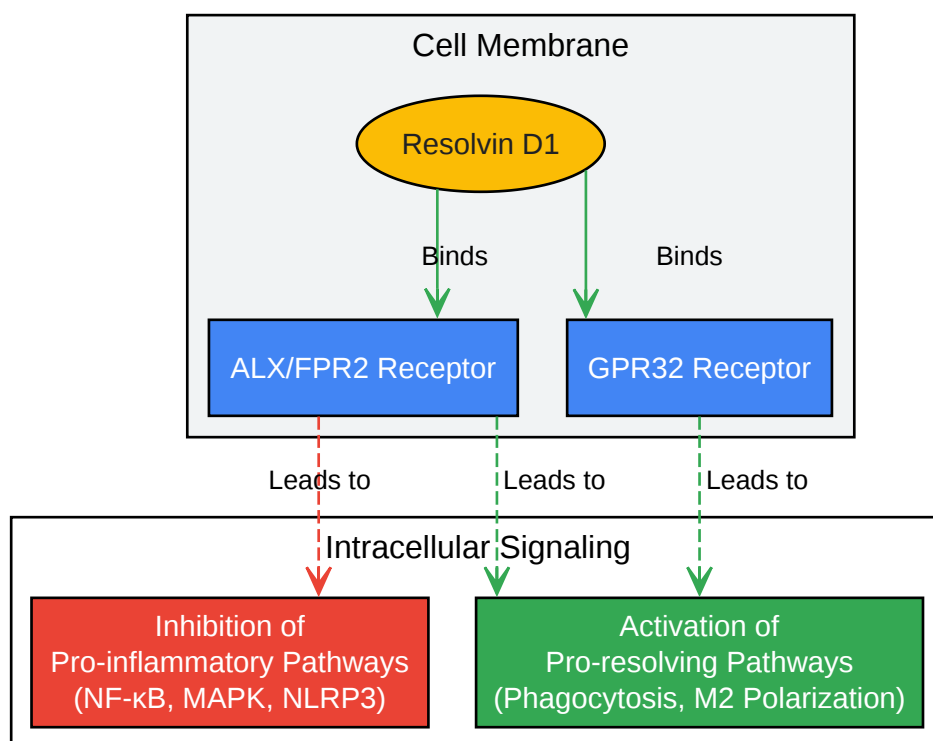 Cell Membrane
Resolvin D1
Binds
Binds
ALX/FPR2 Receptor
GPR32 Receptor
Leads to
Leads to
Leads to
Intracellular Signaling
Inhibition of
Pro-inflammatory Pathways
(NF-κB, MAPK, NLRP3)
Activation of
Pro-resolving Pathways
(Phagocytosis, M2 Polarization)